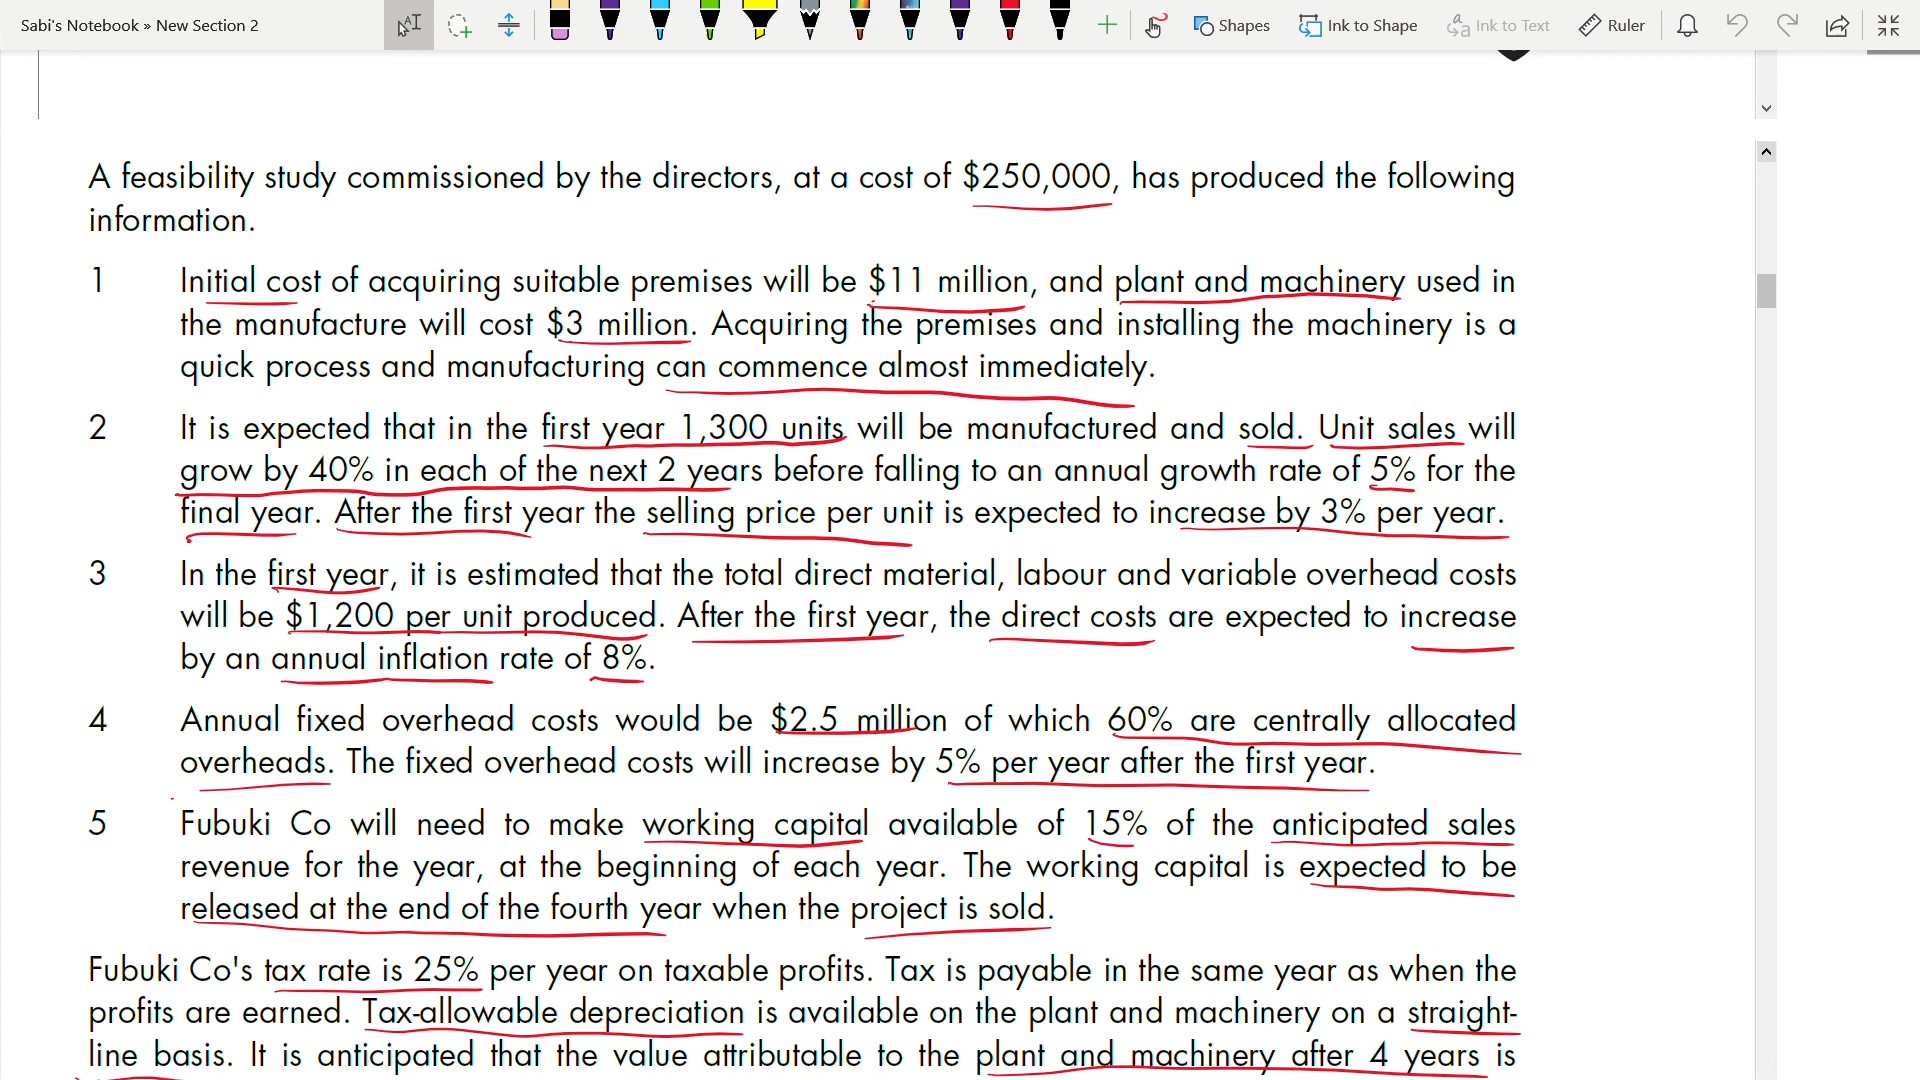 Sabi's Notebook » New Section 2
Shapes
Ink to Shape
Ink to Text
Ruler
A feasibility study commissioned by the directors, at a cost of $250,000, has produced the following
information.
1 Initial cost of acquiring suitable premises will be $11 million, and plant and machinery used in
the manufacture will cost $3 million. Acquiring the premises and installing the machinery is a
quick process and manufacturing can commence almost immediately.
2 It is expected that in the first year 1,300 units will be manufactured and sold. Unit sales will
grow by 40% in each of the next 2 years before falling to an annual growth rate of 5% for the
final year. After the first year the selling price per unit is expected to increase by 3% per year.
3 In the first year, it is estimated that the total direct material, labour and variable overhead costs
will be $1,200 per unit produced. After the first year, the direct costs are expected to increase
by an annual inflation rate of 8%.
4 Annual fixed overhead costs would be $2.5 million of which 60% are centrally allocated
overheads. The fixed overhead costs will increase by 5% per year after the first year.
5 Fubuki Co will need to make working capital available of 15% of the anticipated sales
revenue for the year, at the beginning of each year. The working capital is expected to be
released at the end of the fourth year when the project is sold.
Fubuki Co's tax rate is 25% per year on taxable profits. Tax is payable in the same year as when the
profits are earned. Tax-allowable depreciation is available on the plant and machinery on a straight-
line basis. It is anticipated that the value attributable to the plant and machinery after 4 years is